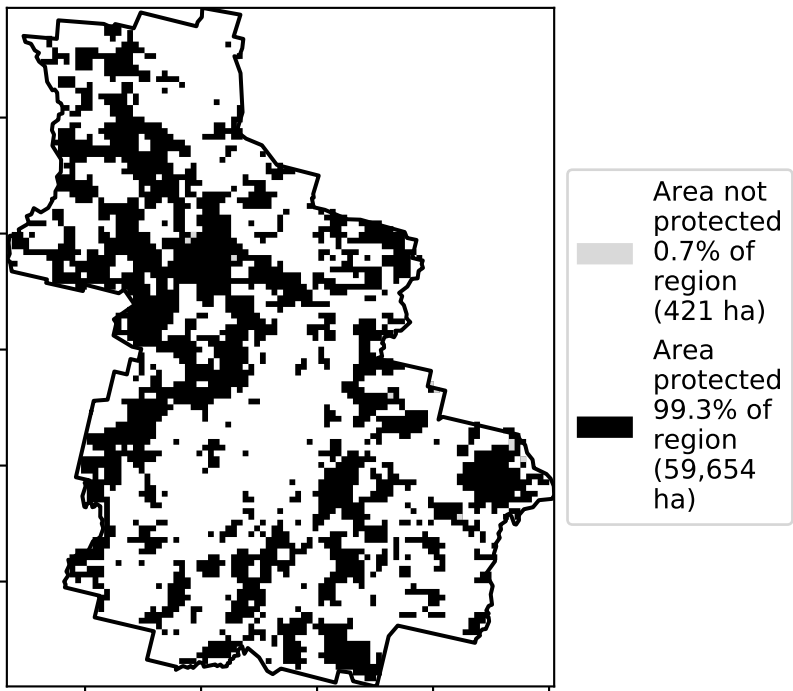 Area not
protected
0.7% of
region
(421 ha)
Area
protected
99.3% of
region
(59,654
ha)